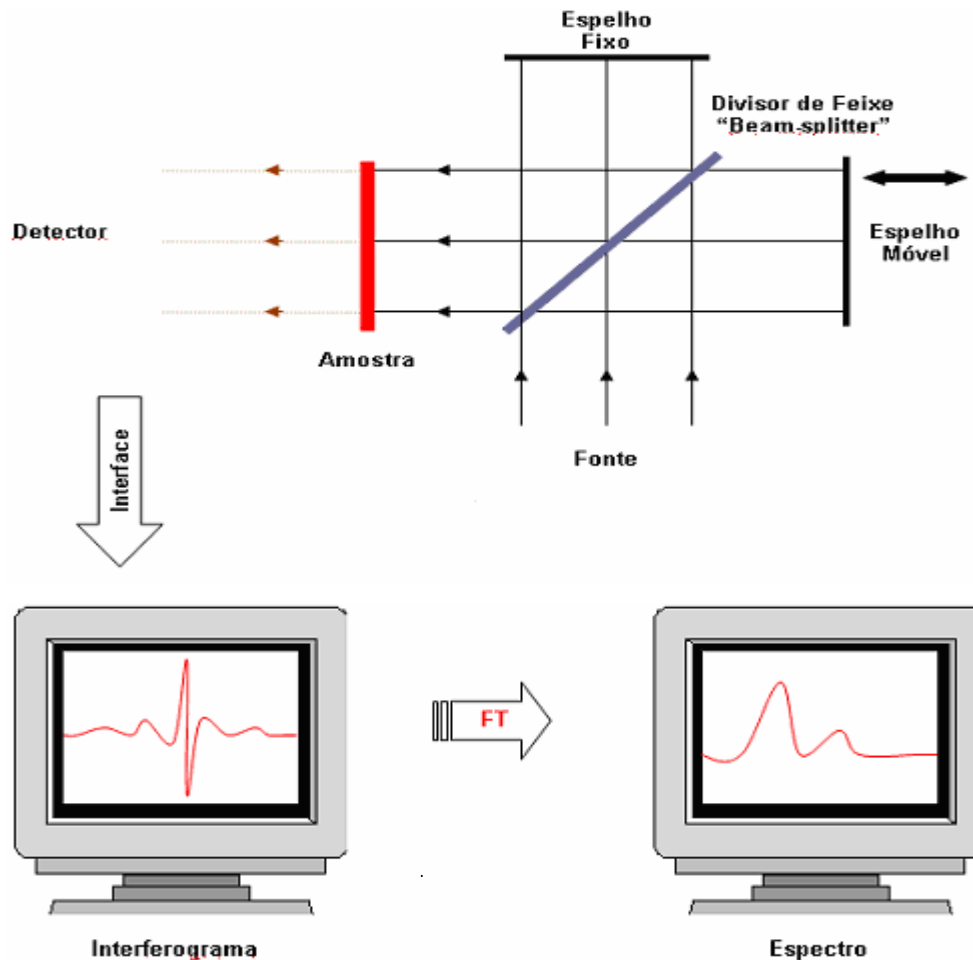 Espelho
Fixo
Divisor de Feixe
“Beam-splitter”
Detector
Espelho
Móvel
Amostra
Fonte
Interface
FT
Interferograma
Espectro